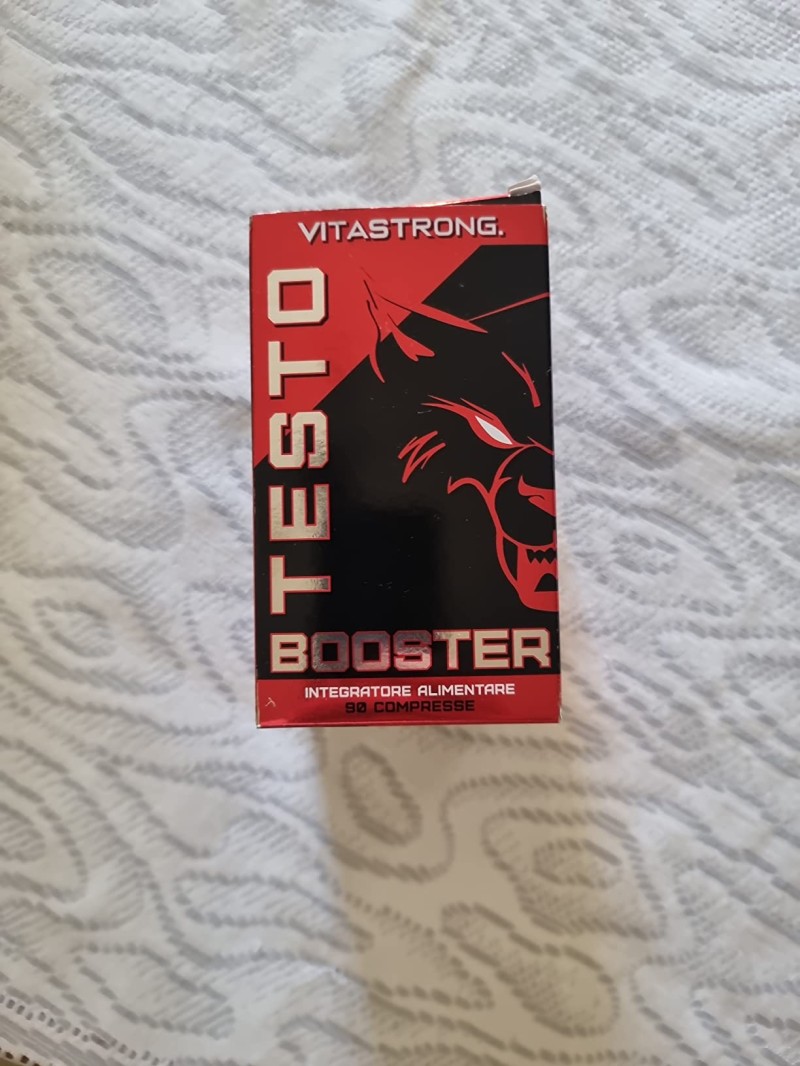 VITASTRONG.
TESTO
BOOSTER
INTEGRATORE ALIMENTARE
90 COMPRESSE